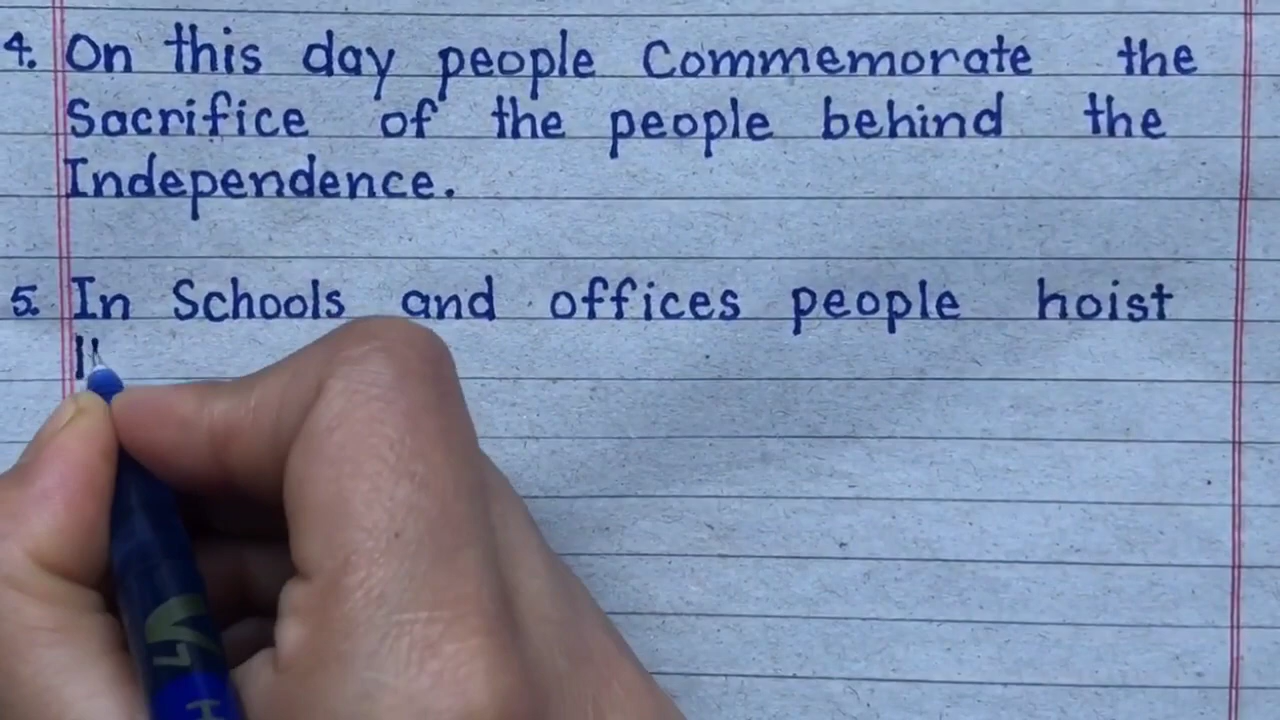 4. On this day people Commemorate the
Sacrifice of the people behind the
Independence.
5. In Schools and offices people hoist
V7